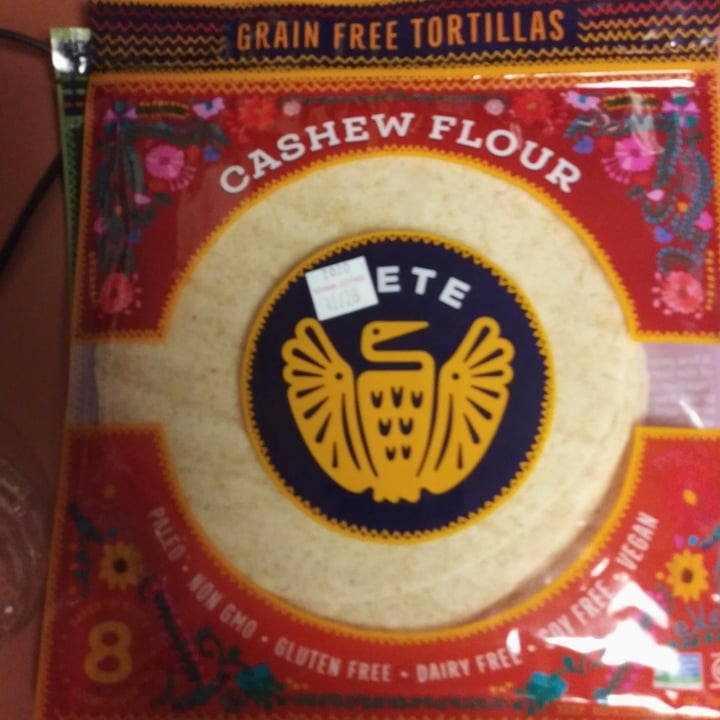 GRAIN FREE TORTILLAS
CASHEW FLOUR
ETE
PALEO • NON GMO • GLUTEN FREE • DAIRY FREE • SOY FREE • VEGAN
8